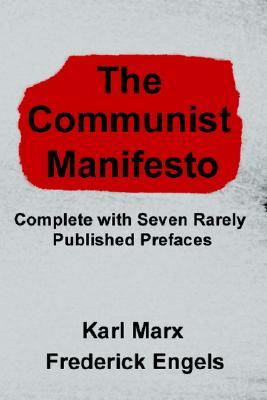 The
Communist
Manifesto
Complete with Seven Rarely
Published Prefaces
Karl Marx
Frederick Engels